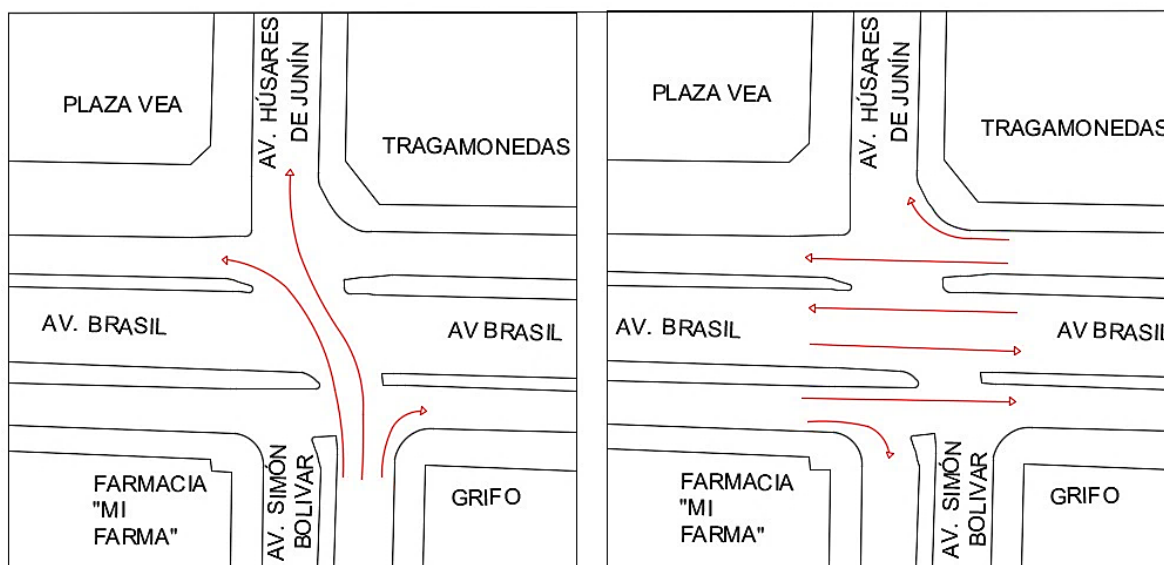 PLAZA VEA
AV. HÚSARES
DE JUNÍN
TRAGAMONEDAS
AV. BRASIL
AV BRASIL
FARMACIA
"MI
FARMA"
AV. SIMÓN
BOLIVAR
GRIFO
PLAZA VEA
AV. HÚSARES
DE JUNÍN
TRAGAMONEDAS
AV. BRASIL
AV BRASIL
FARMACIA
"MI
FARMA"
AV. SIMÓN
BOLIVAR
GRIFO